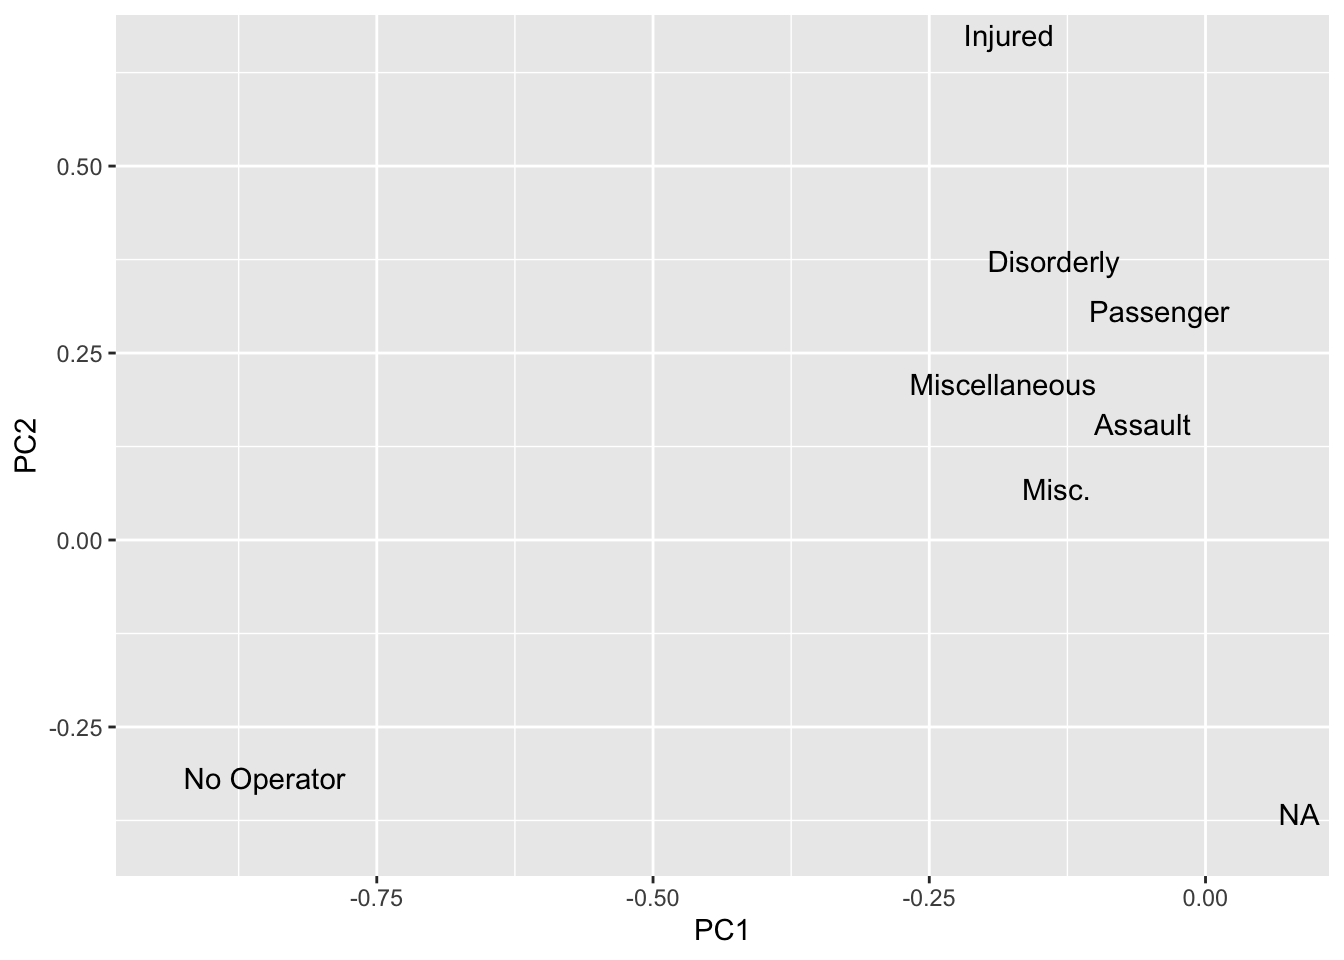 Injured
0.50
Disorderly
Passenger
0.25
Miscellaneous
Assault
Misc.
0.00
PC2
-0.25
No Operator
NA
-0.75
-0.50
-0.25
0.00
PC1